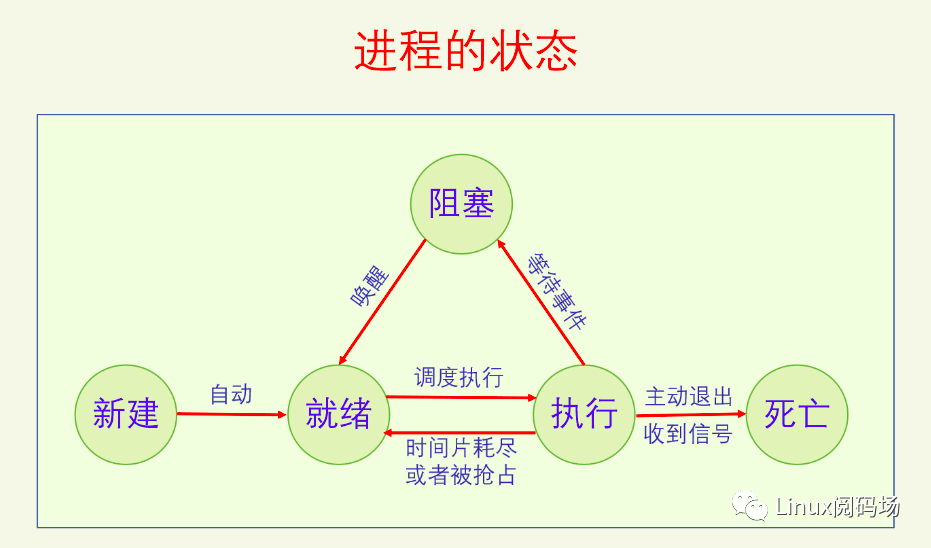 进程的状态
阻塞
唤醒
等待事件
新建
自动
就绪
调度执行
时间片耗尽
或者被抢占
执行
主动退出
收到信号
死亡
Linux阅码场